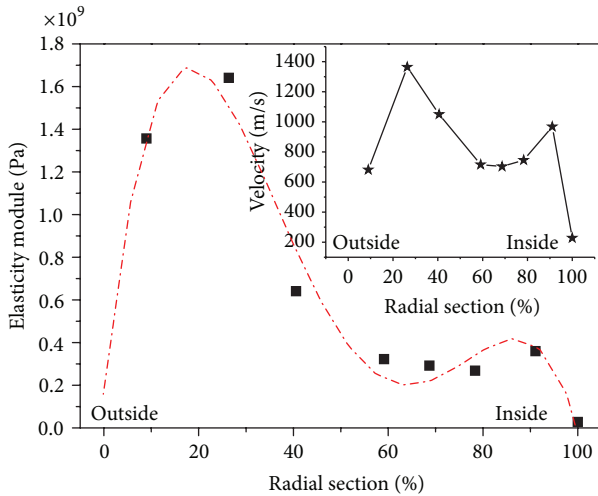 ×10⁹
1.8
1.6
1.4
1.2
1.0
0.8
0.6
0.4
0.2
0.0
Elasticity module (Pa)
Outside
Inside
0 20 40 60 80 100
Radial section (%)
1400
1200
1000
800
600
400
200
Velocity (m/s)
Outside
Inside
0 20 40 60 80 100
Radial section (%)